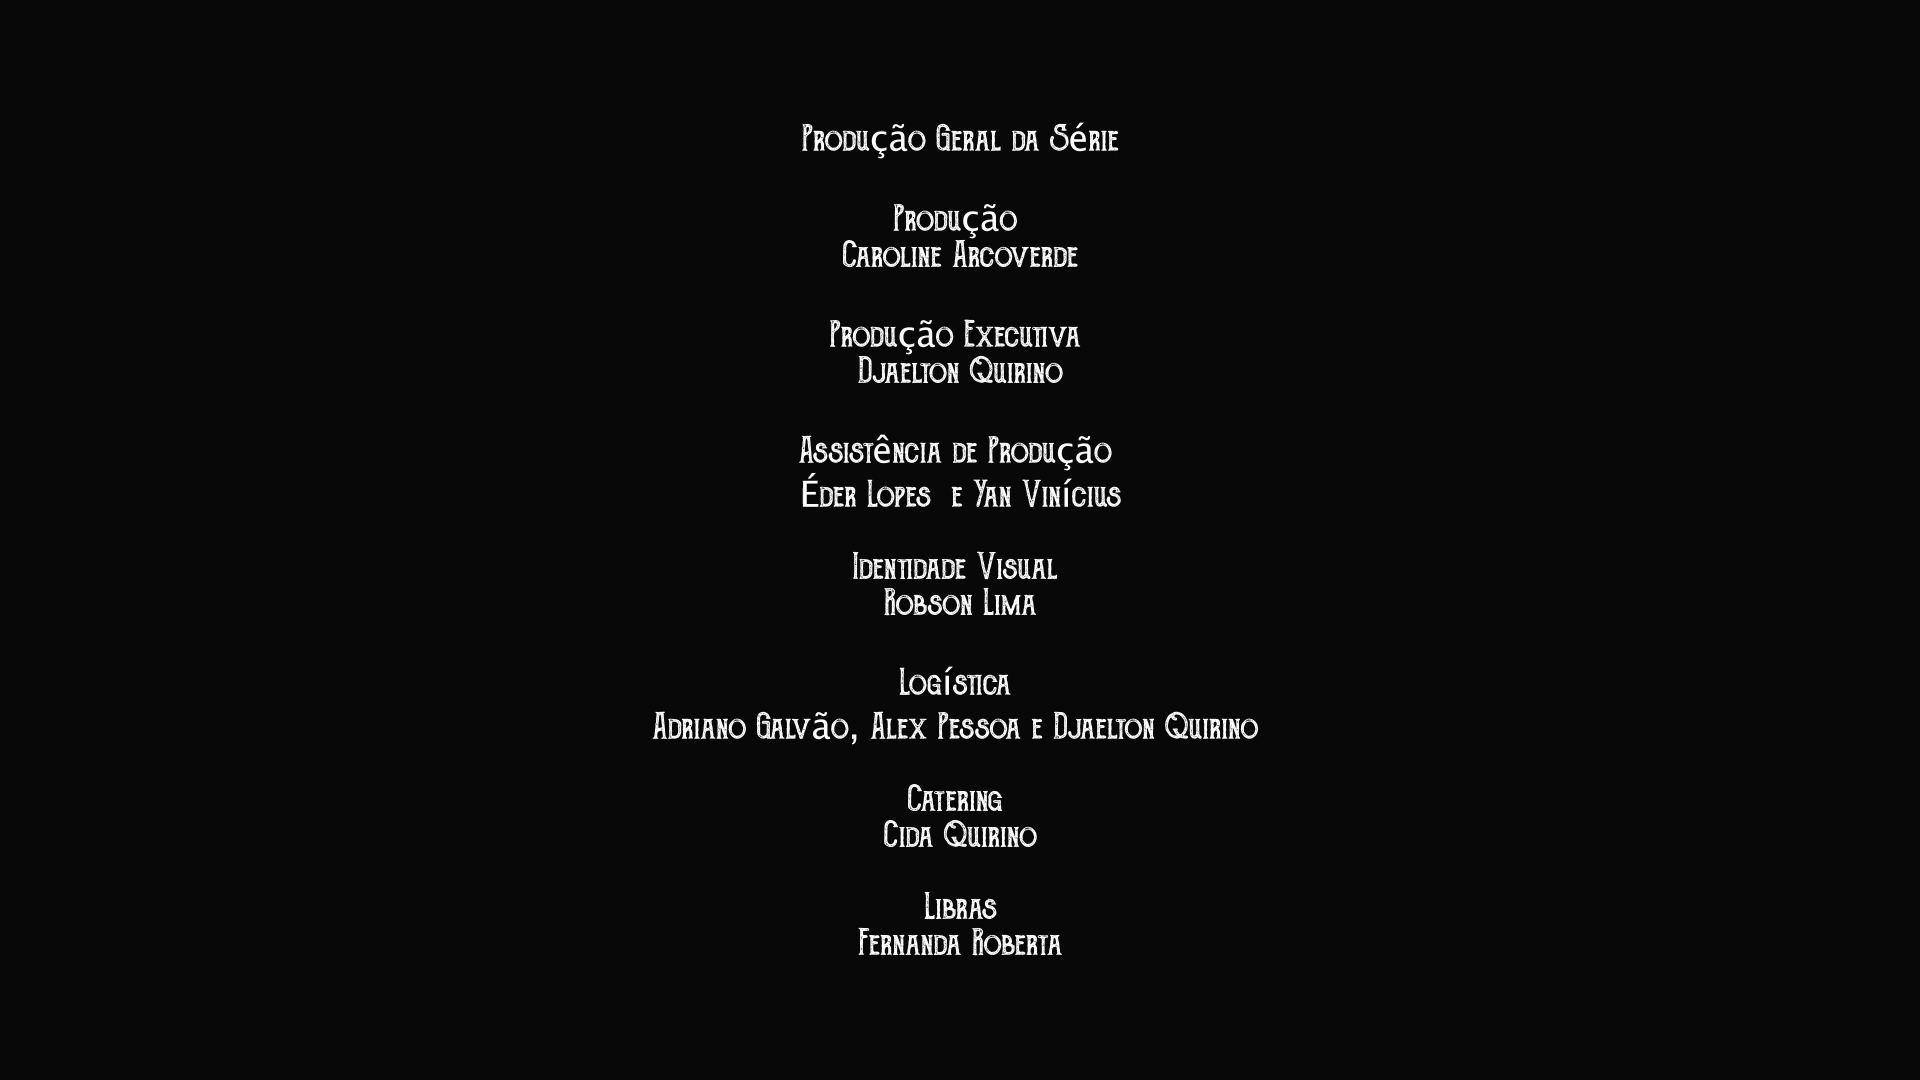 Produção Geral da Série
Produção
Caroline Arcoverde
Produção Executiva
Djaelton Quirino
Assistência de Produção
Éder Lopes e Yan Vinícius
Identidade Visual
Robson Lima
Logística
Adriano Galvão, Alex Pessoa e Djaelton Quirino
Catering
Cida Quirino
Libras
Fernanda Roberta